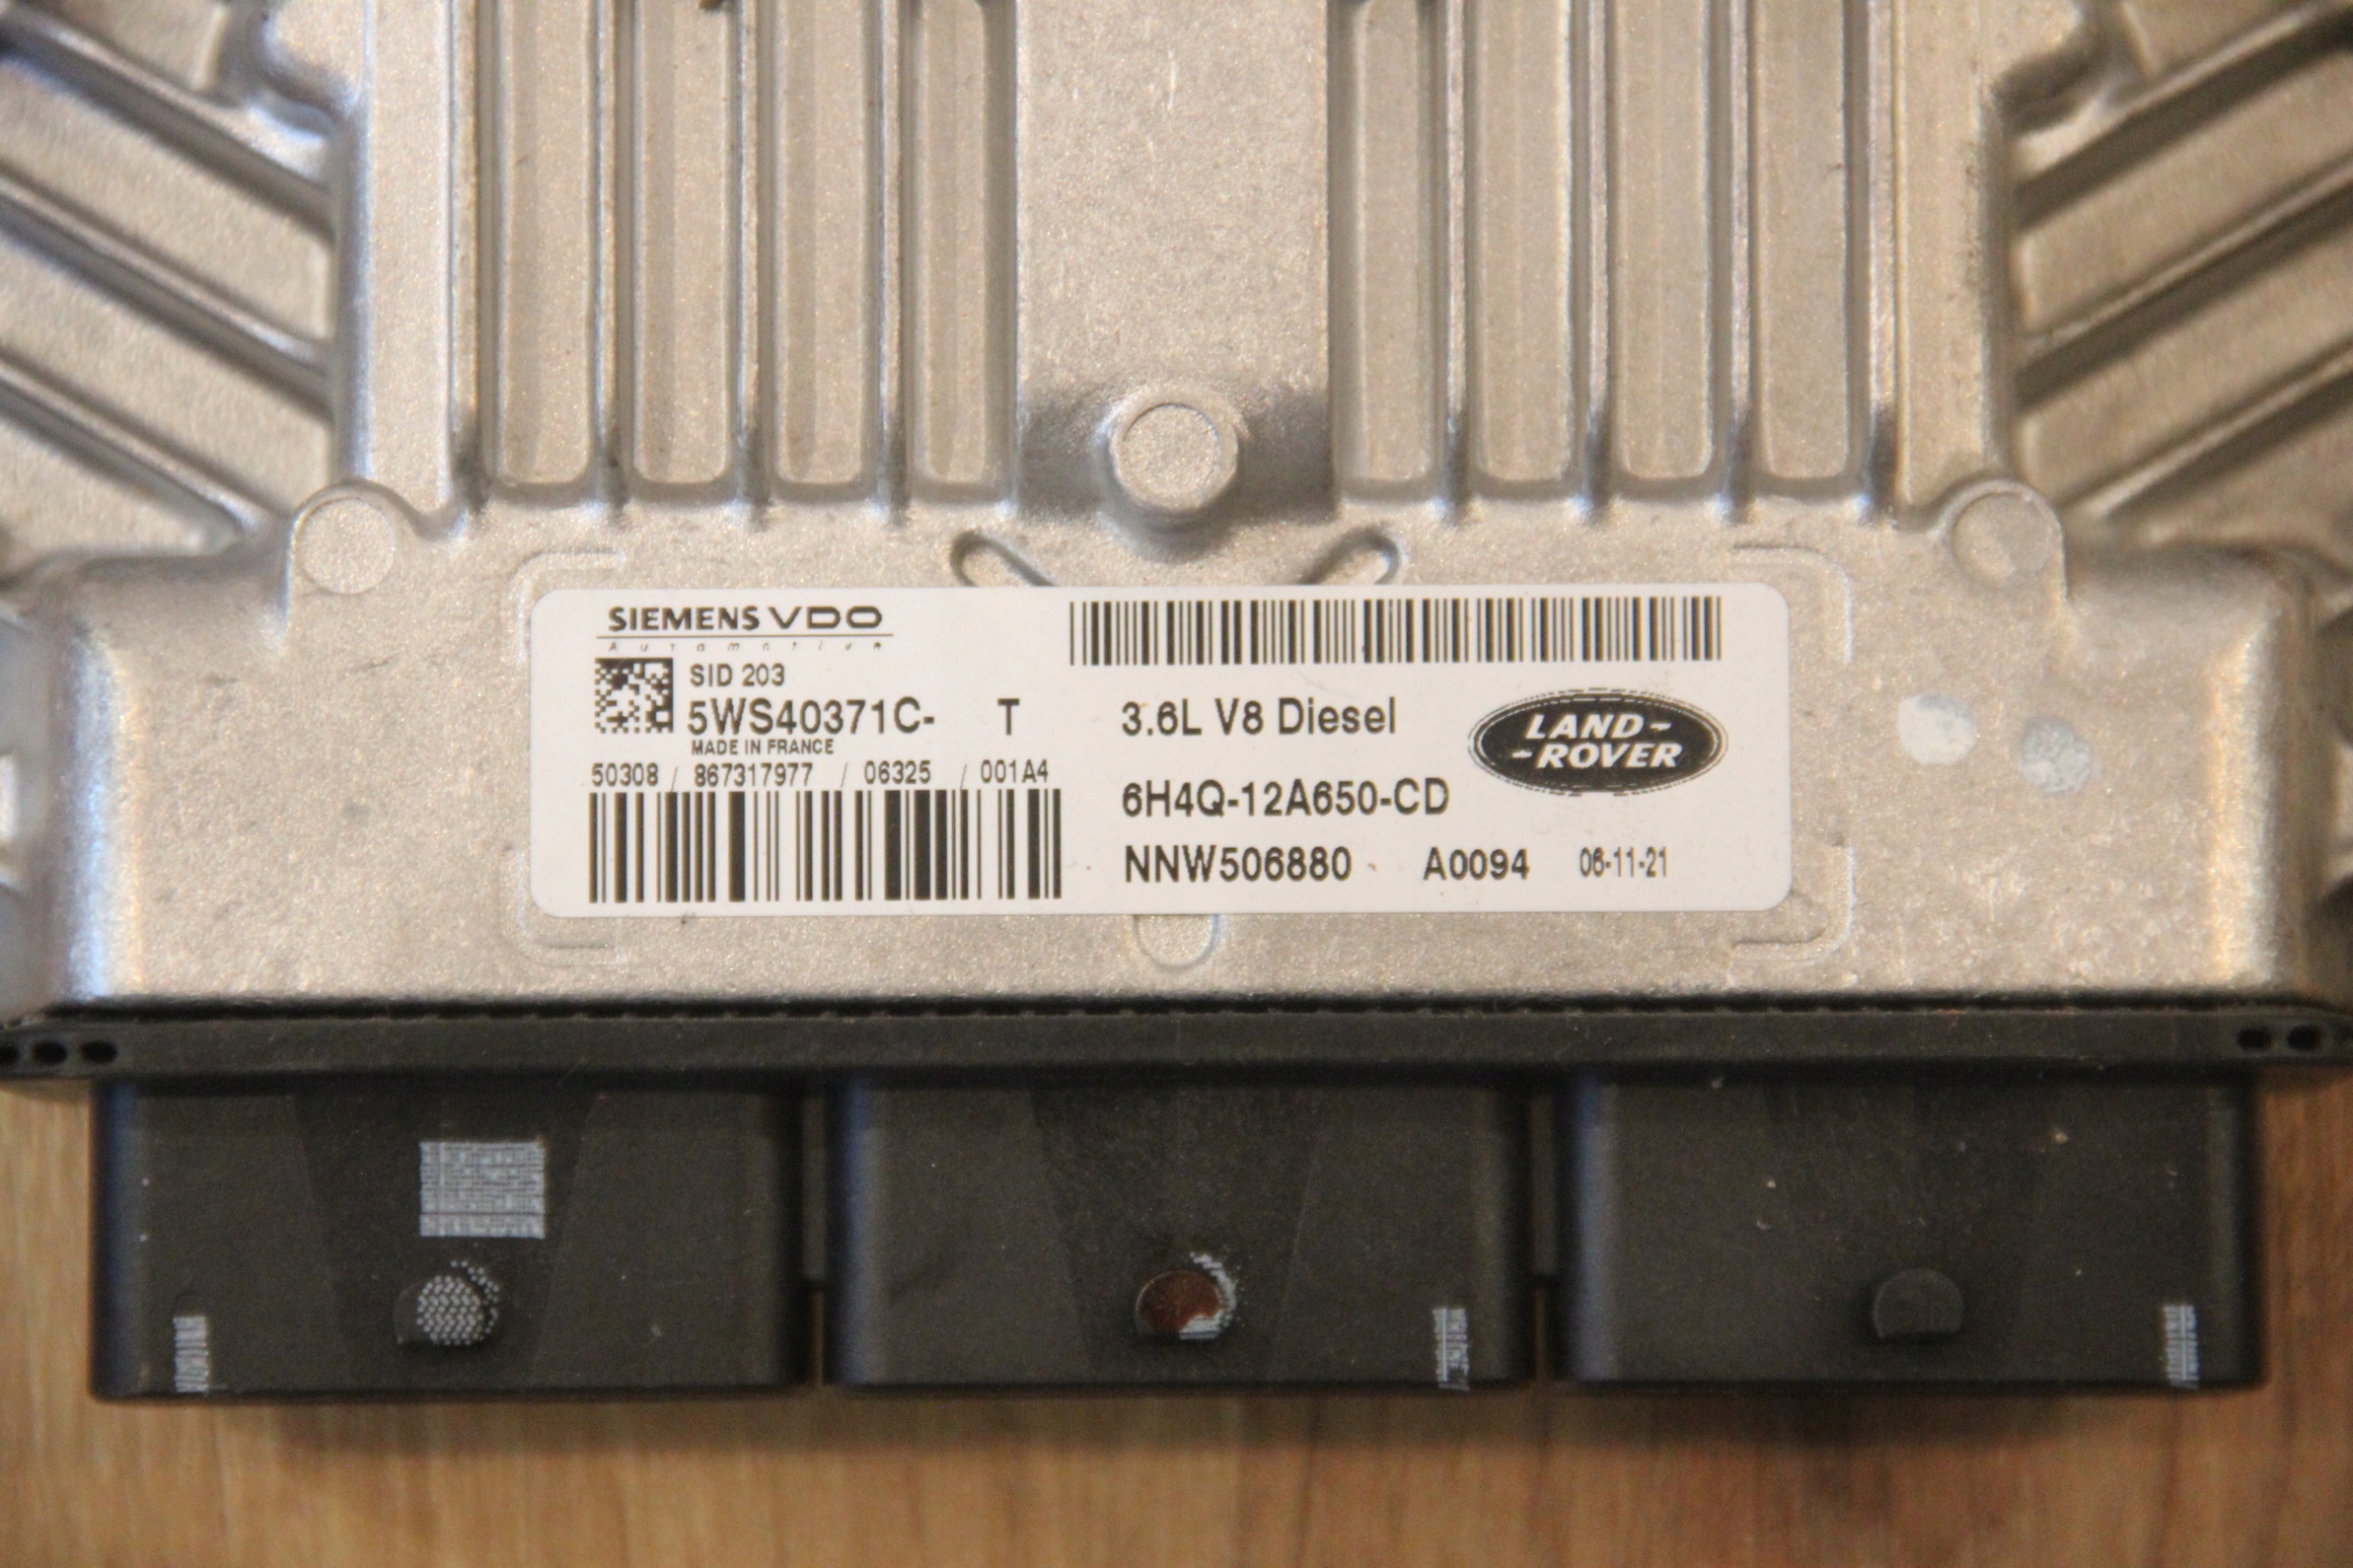 SIEMENS VDO
Automotive
SID 203
5WS40371C- T
MADE IN FRANCE
50308 / 867317977 / 06325 / 001A4
3.6L V8 Diesel
LAND-
-ROVER
6H4Q-12A650-CD
NNW506880 A0094 06-11-21